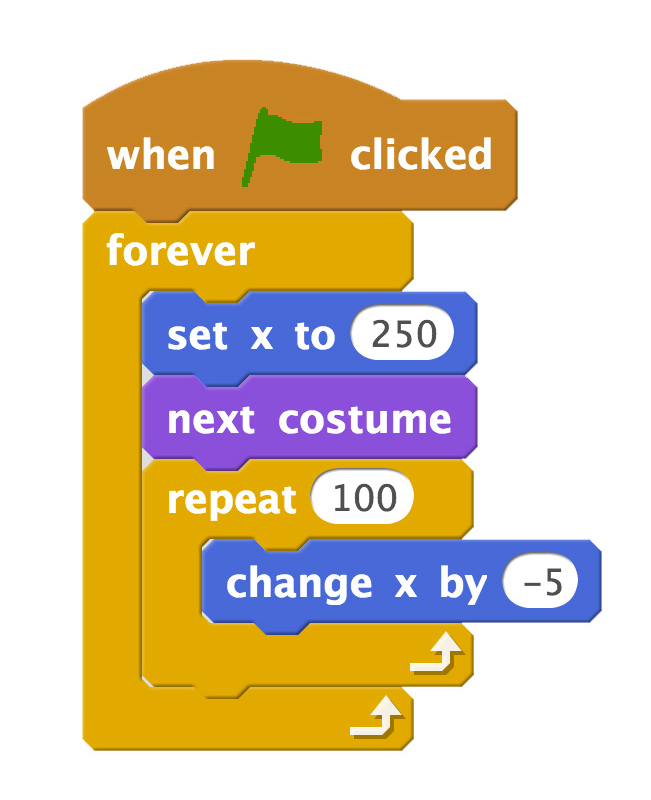 when clicked
forever
set x to 250
next costume
repeat 100
change x by -5